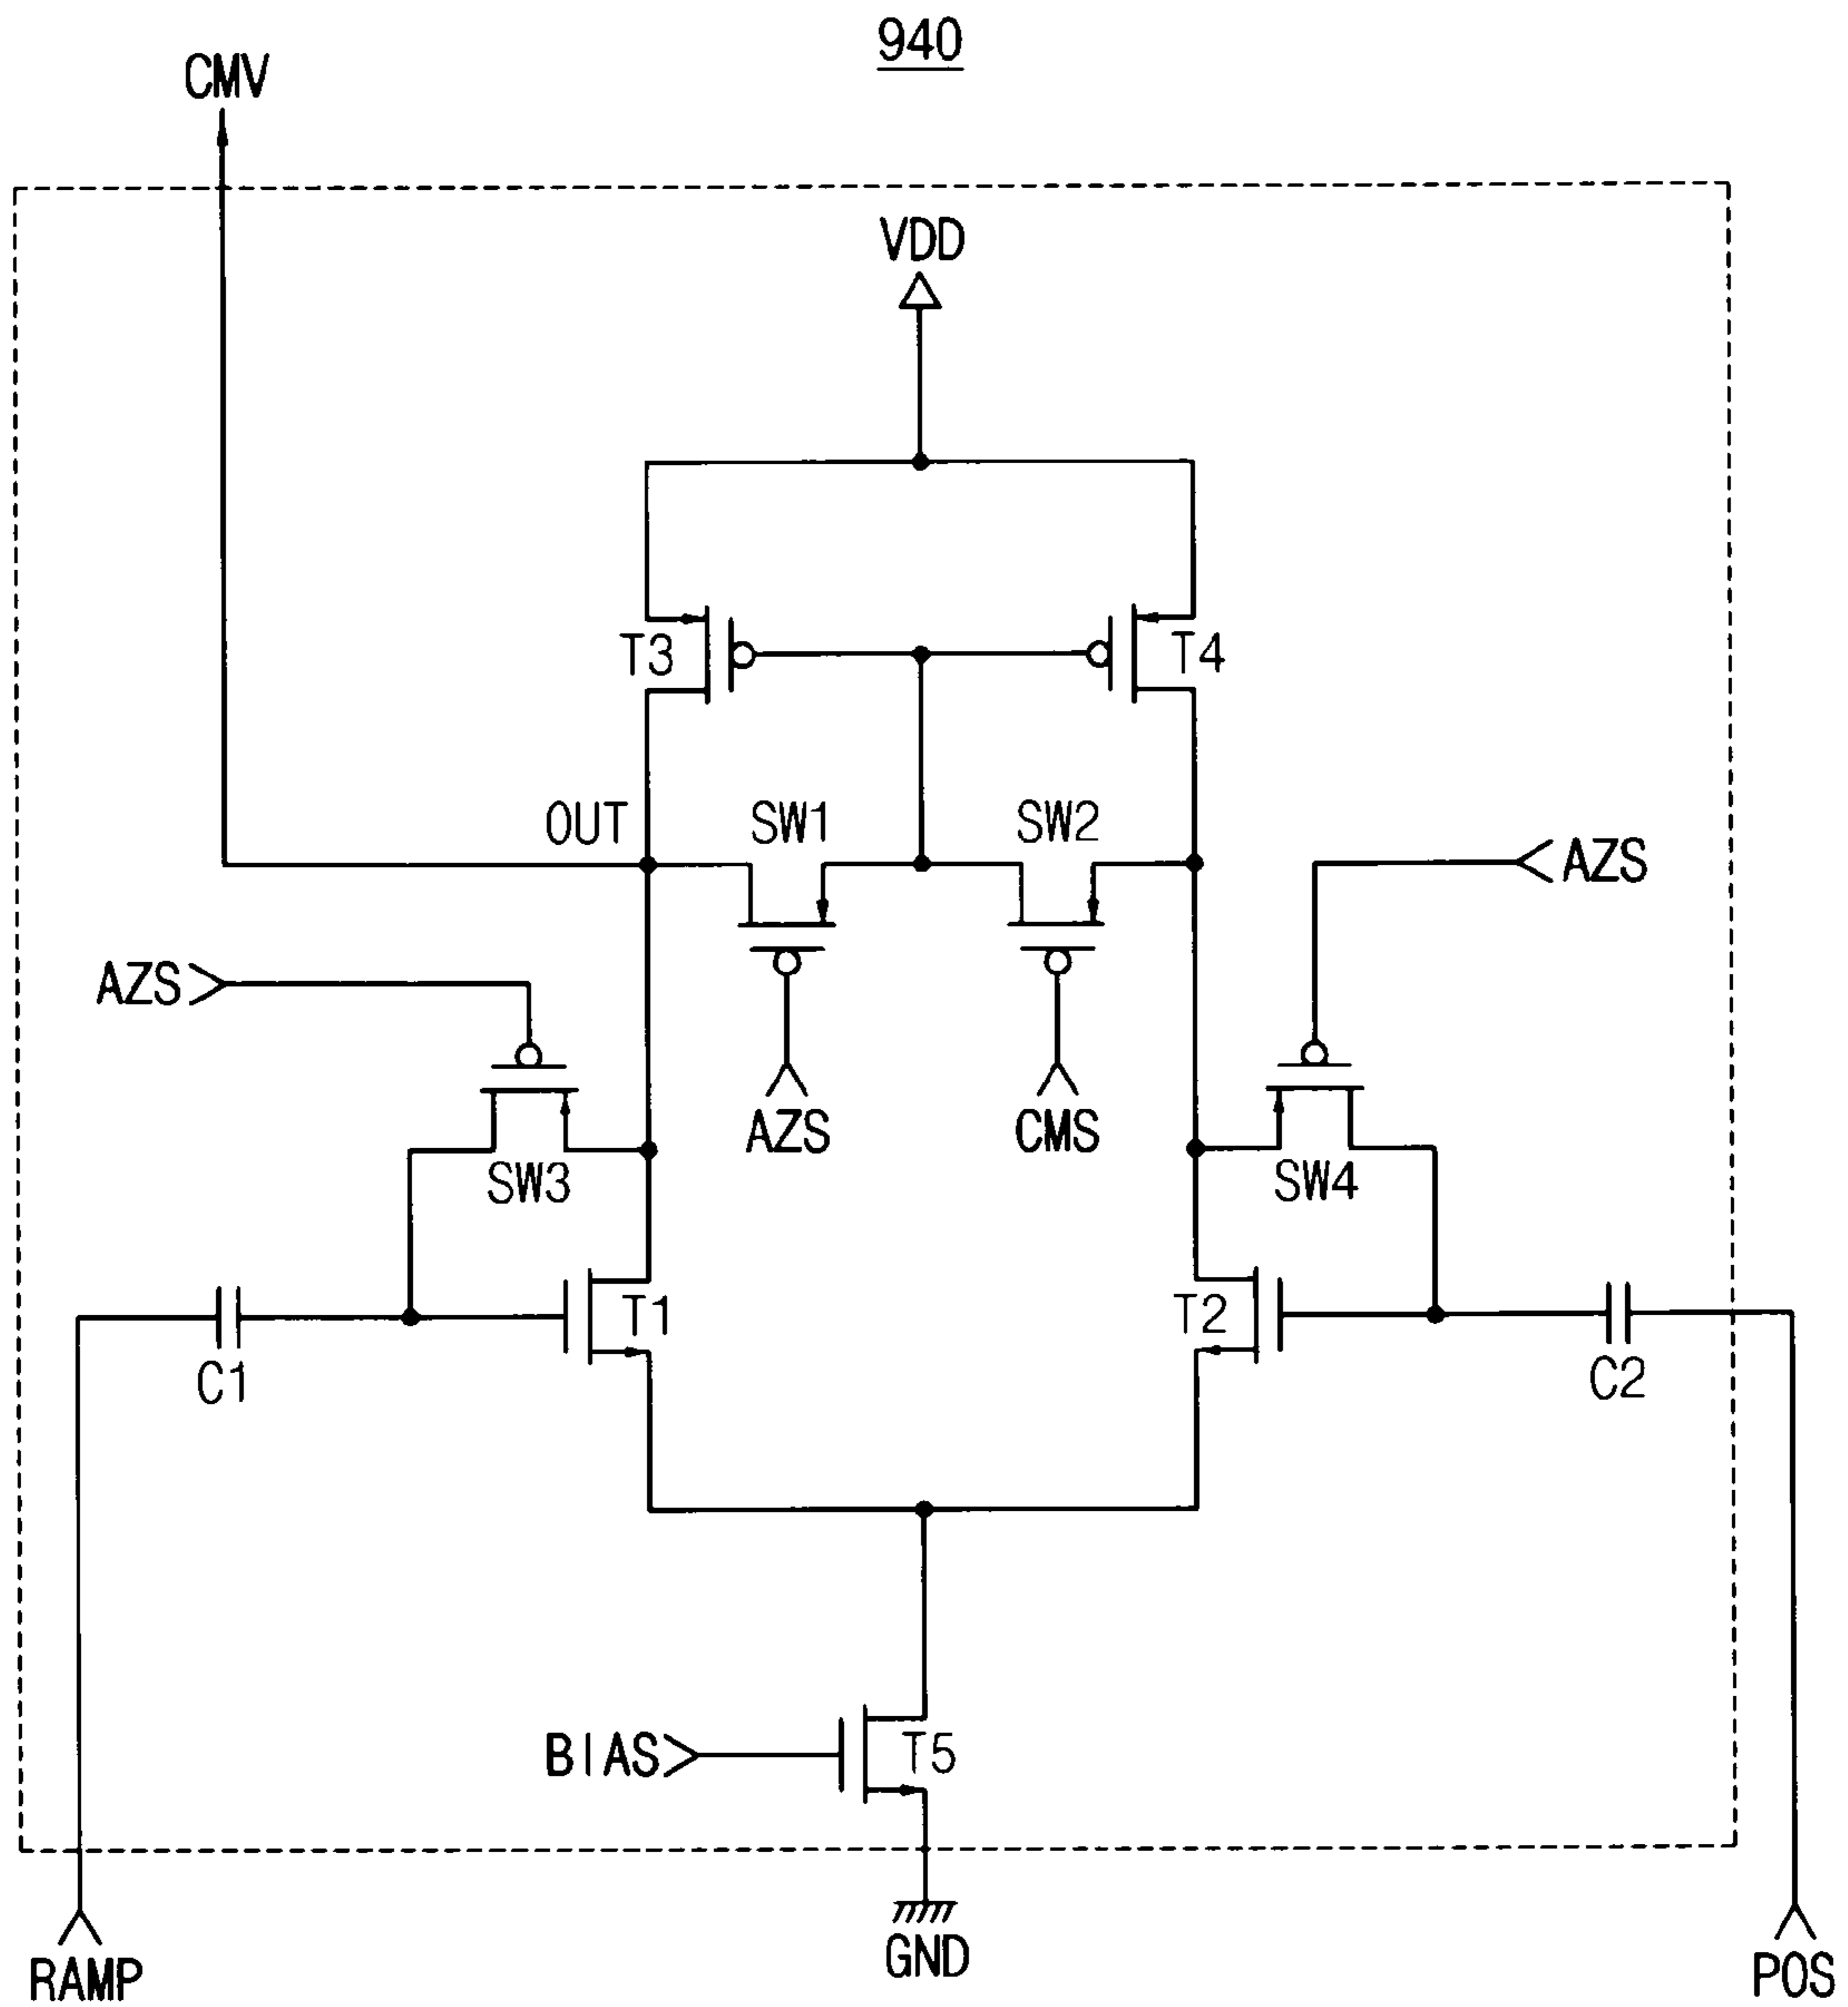 940
CMV
VDD
T3
T4
OUT
SW1
SW2
AZS
AZS
AZS
CMS
SW3
SW4
T1
T2
C1
C2
BIAS
T5
GND
RAMP
POS